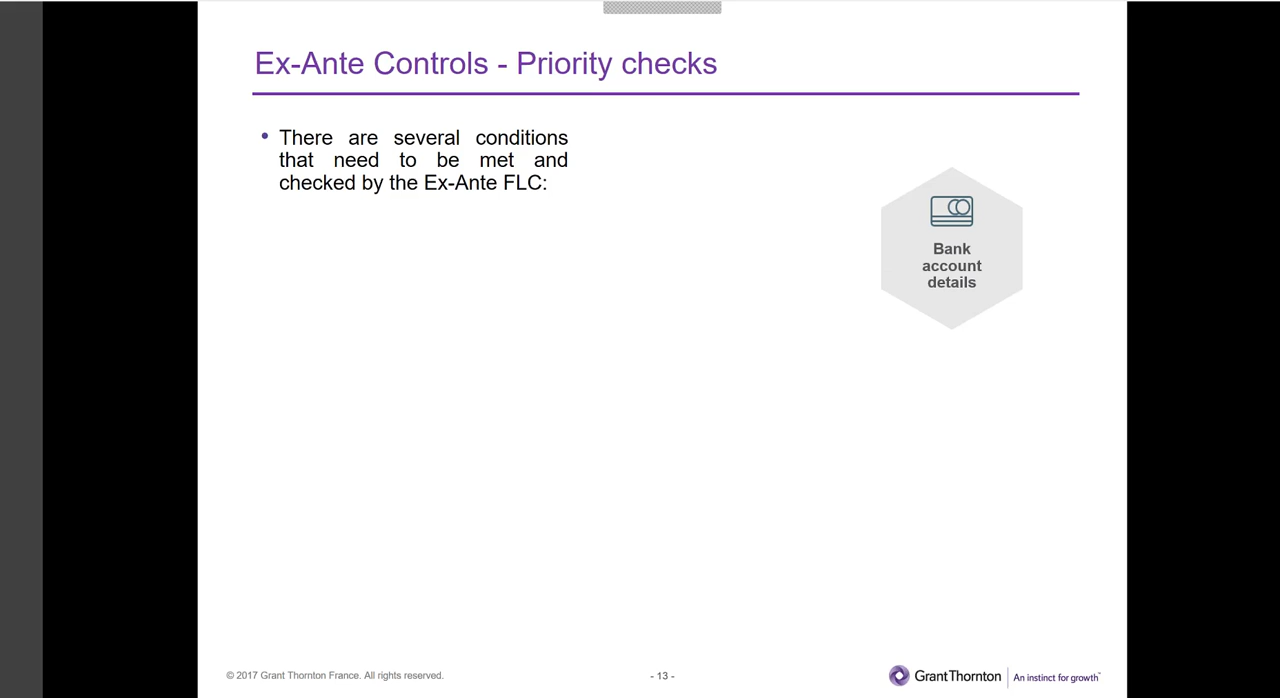 Ex-Ante Controls - Priority checks
• There are several conditions
that need to be met and
checked by the Ex-Ante FLC:
Bank
account
details
© 2017 Grant Thornton France. All rights reserved.
- 13 -
GrantThornton
An instinct for growth™